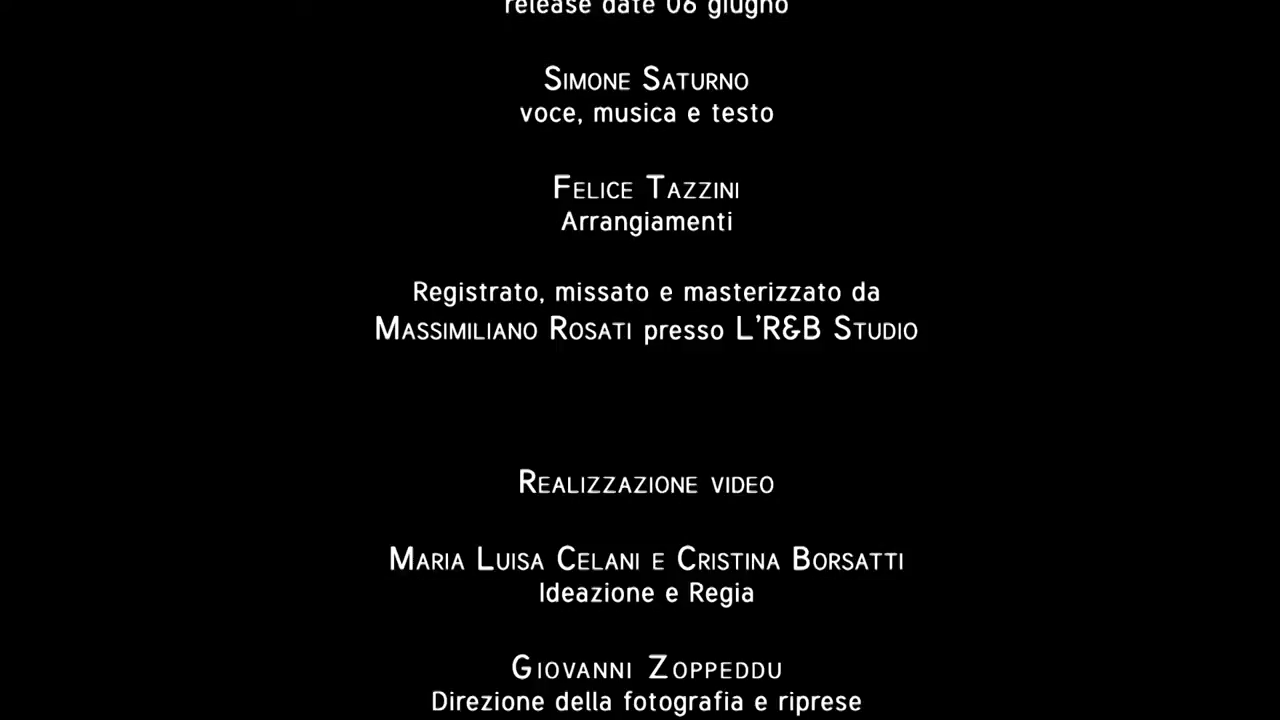 release date 06 giugno
Simone Saturno
voce, musica e testo
Felice Tazzini
Arrangiamenti
Registrato, missato e masterizzato da
Massimiliano Rosati presso L'R&B Studio
Realizzazione video
Maria Luisa Celani e Cristina Borsatti
Ideazione e Regia
Giovanni Zoppeddu
Direzione della fotografia e riprese